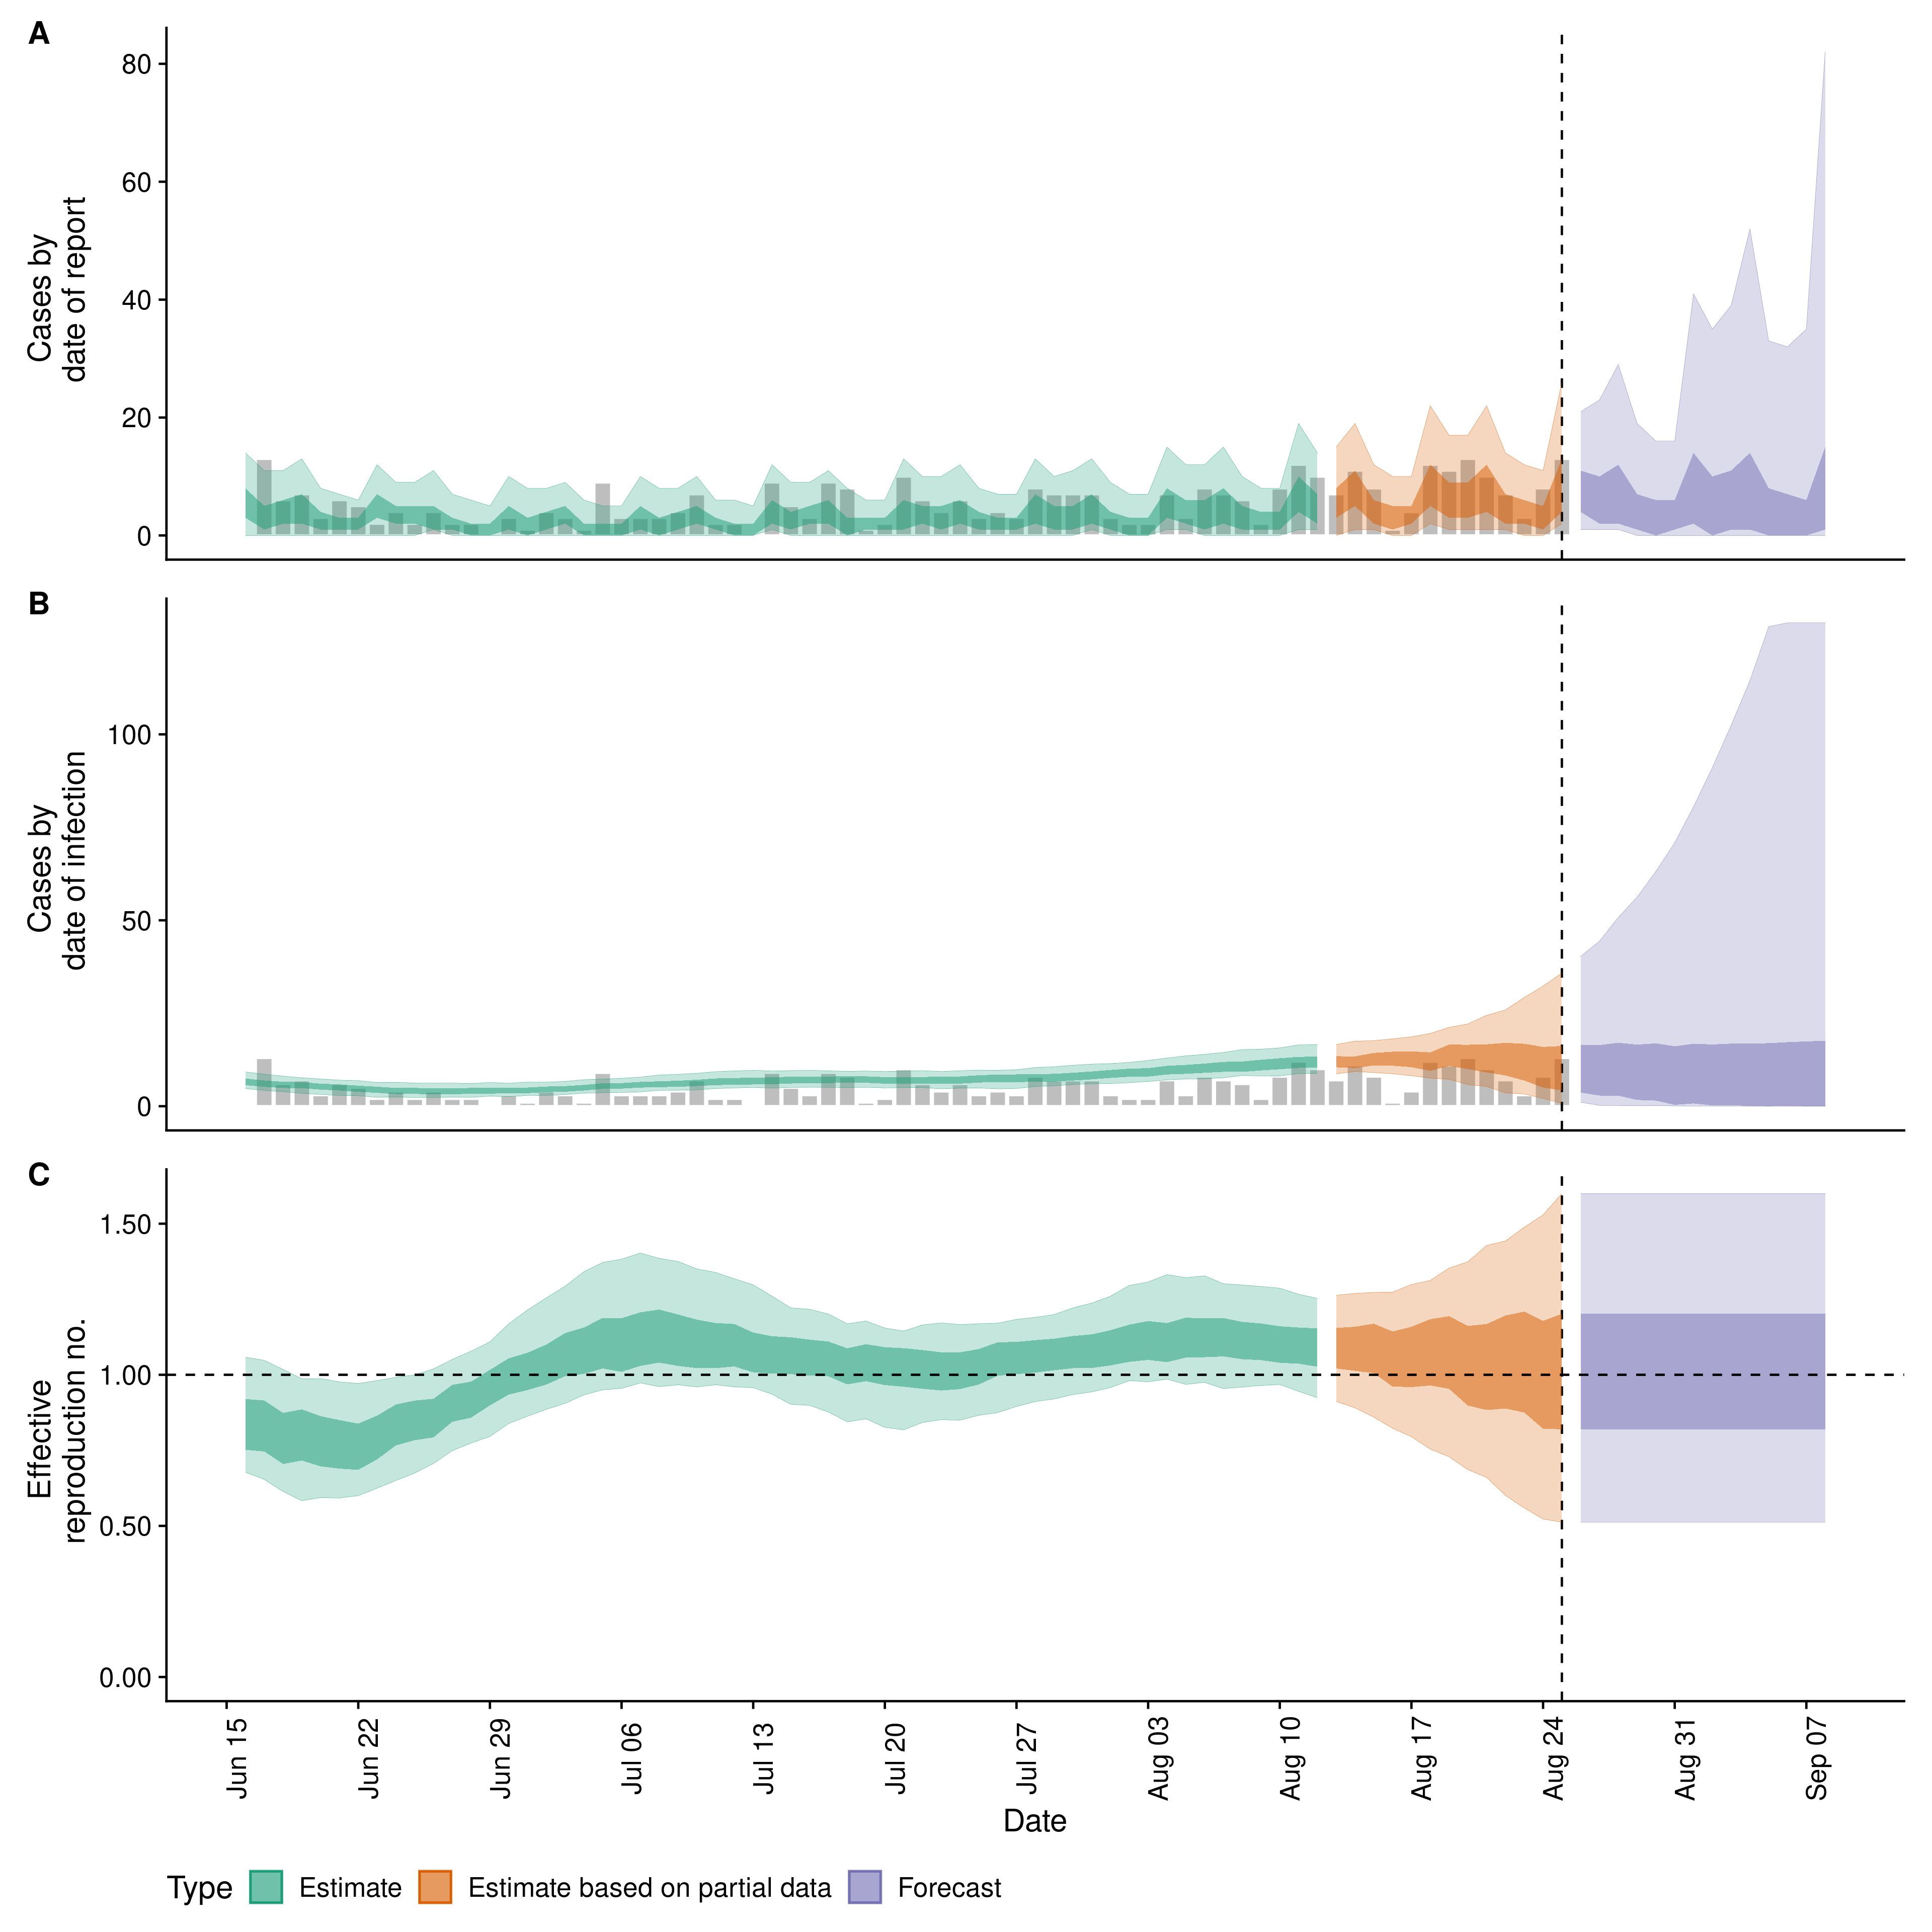 A
80
60
40
20
0
Cases by
date of report
B
100
50
0
Cases by
date of infection
C
1.50
1.00
0.50
0.00
Effective
reproduction no.
Jun 15
Jun 22
Jun 29
Jul 06
Jul 13
Jul 20
Jul 27
Aug 03
Aug 10
Aug 17
Aug 24
Aug 31
Sep 07
Date
Type Estimate Estimate based on partial data Forecast